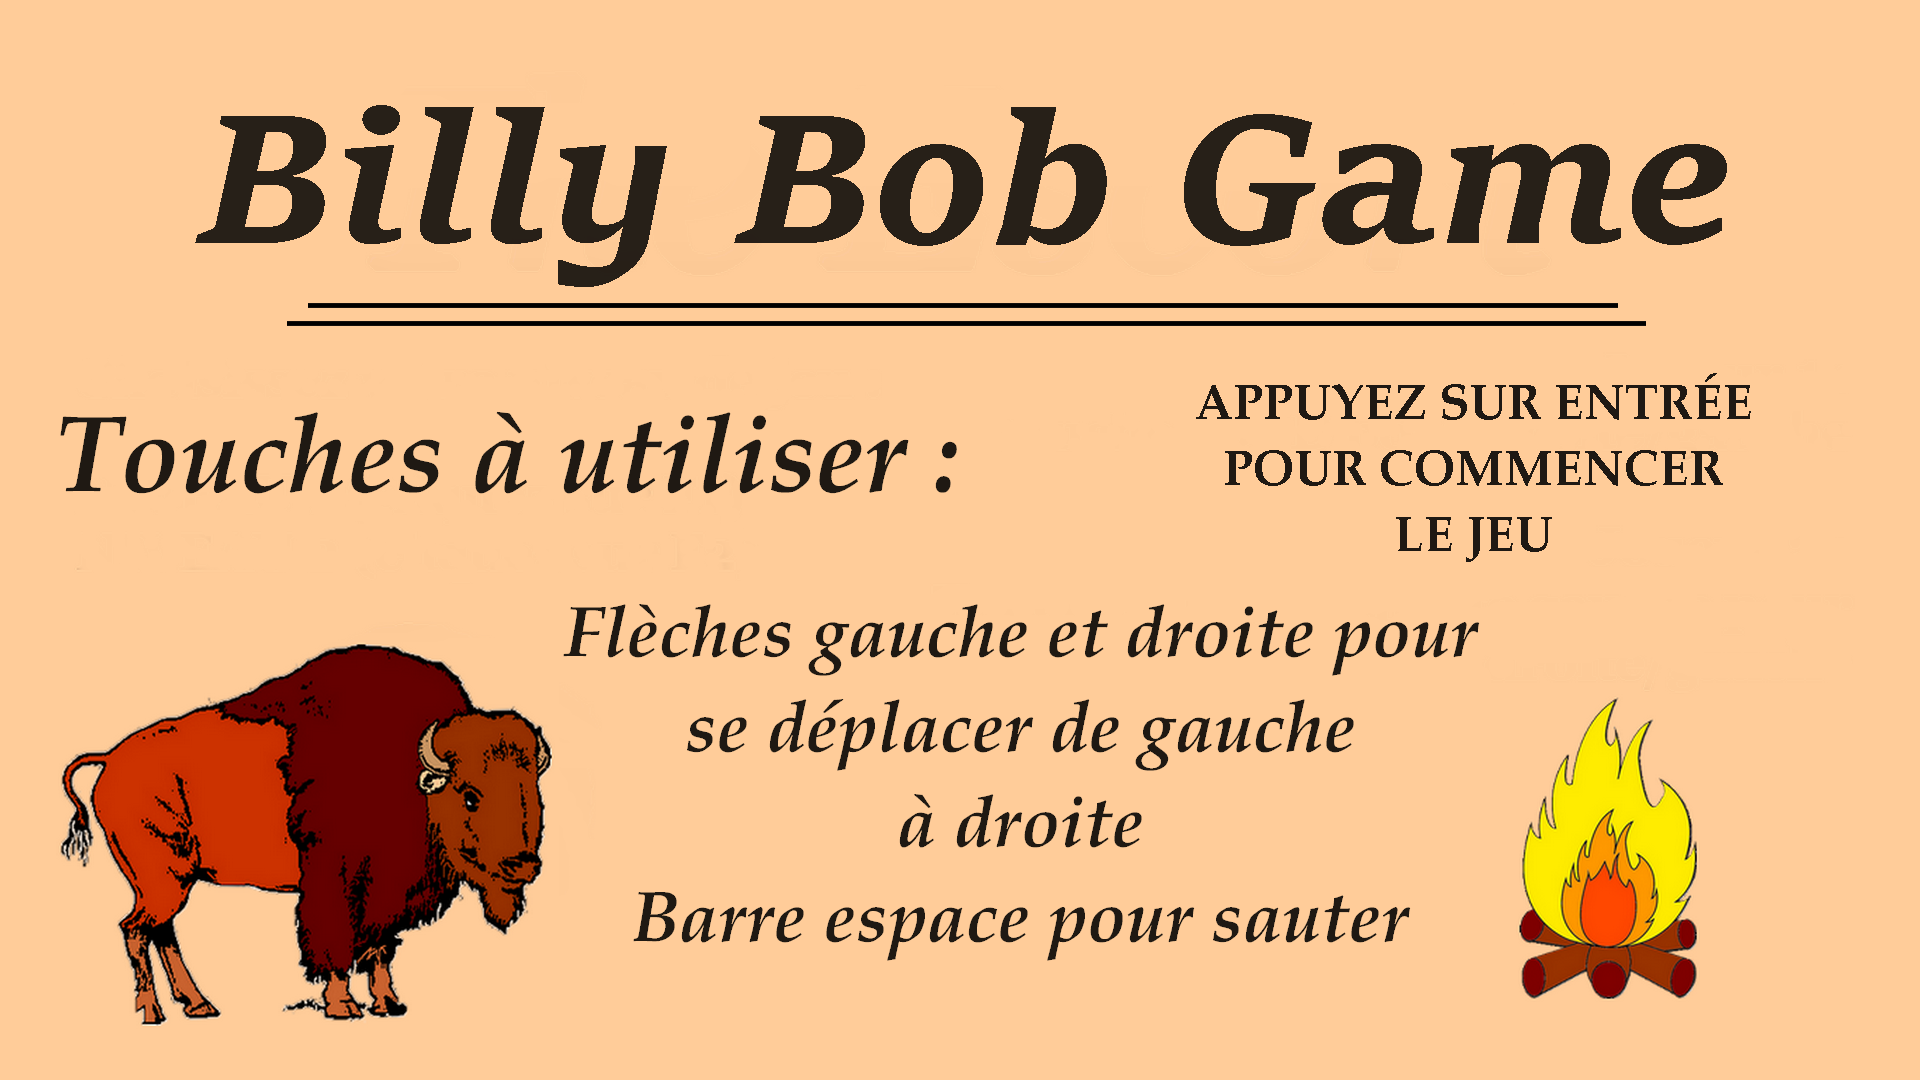 Billy Bob Game
Touches à utiliser :
APPUYEZ SUR ENTRÉE
POUR COMMENCER
LE JEU
Flèches gauche et droite pour
se déplacer de gauche
à droite
Barre espace pour sauter